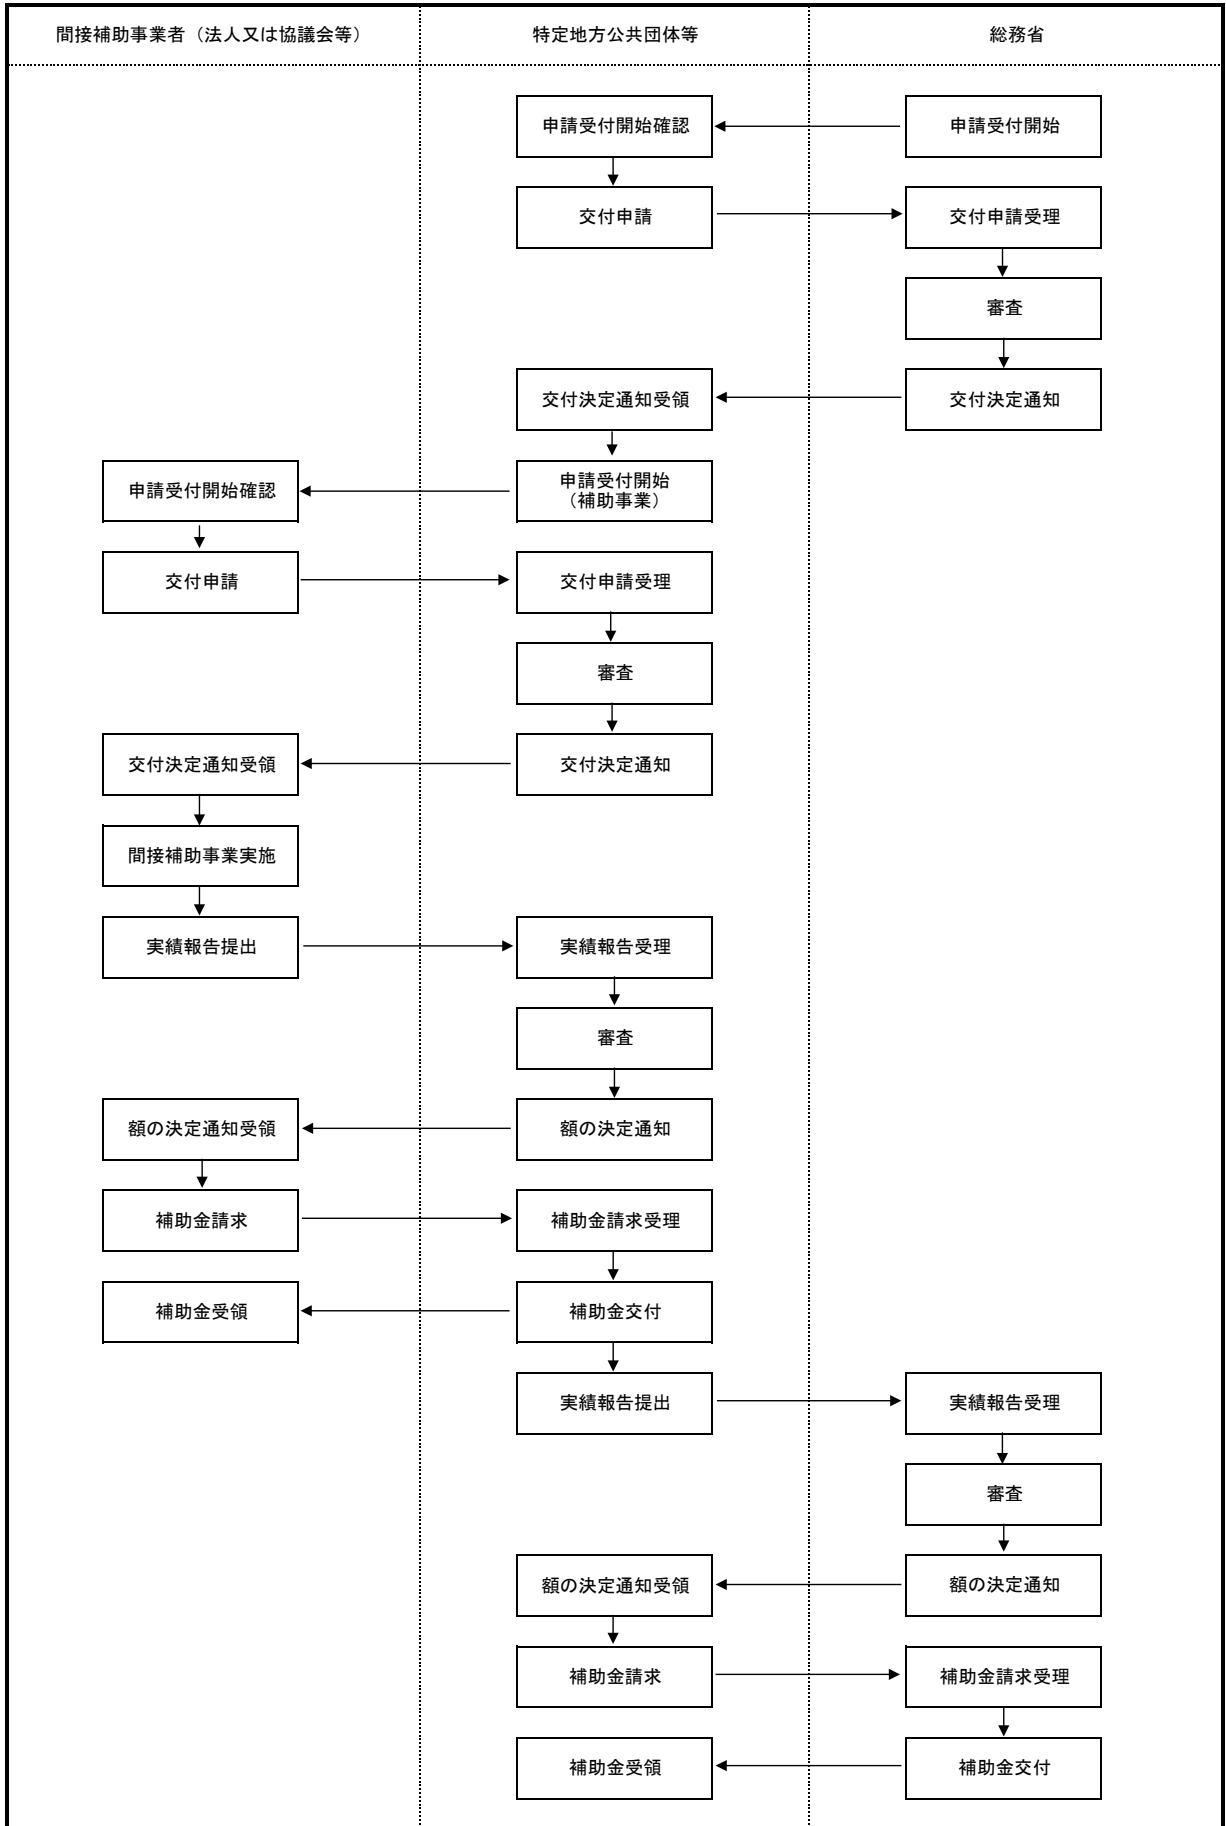 間接補助事業者（法人又は協議会等）
特定地方公共団体等
総務省
申請受付開始確認
申請受付開始
交付申請
交付申請受理
審査
交付決定通知受領
交付決定通知
申請受付開始確認
申請受付開始
（補助事業）
交付申請
交付申請受理
審査
交付決定通知受領
交付決定通知
間接補助事業実施
実績報告提出
実績報告受理
審査
額の決定通知受領
額の決定通知
補助金請求
補助金請求受理
補助金受領
補助金交付
実績報告提出
実績報告受理
審査
額の決定通知受領
額の決定通知
補助金請求
補助金請求受理
補助金受領
補助金交付